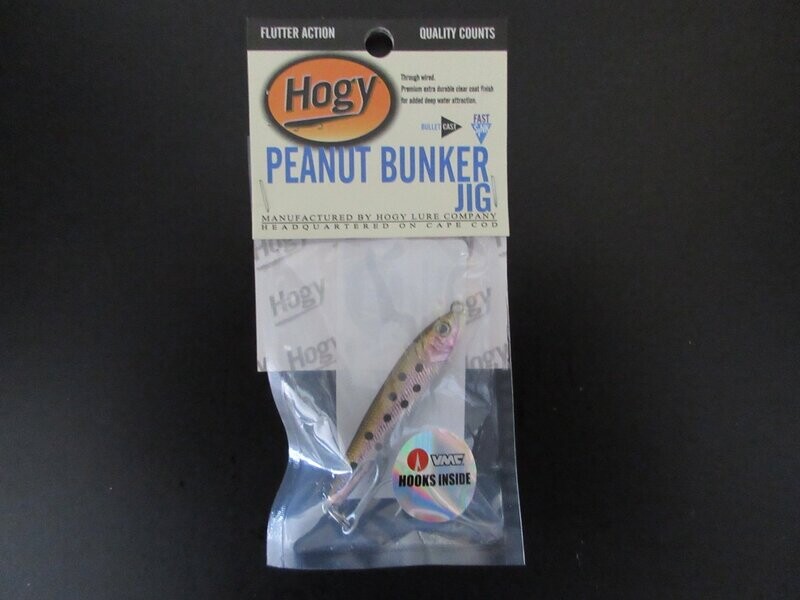 FLUTTER ACTION
QUALITY COUNTS
Hogy
Through wired.
Premium extra durable clear coat finish
for added deep water attraction.
BULLET CAST
FAST
SINK
PEANUT BUNKER
JIG
MANUFACTURED BY HOGY LURE COMPANY
HEADQUARTERED ON CAPE COD
Hogy
Hogy
Hogy
VMC
HOOKS INSIDE